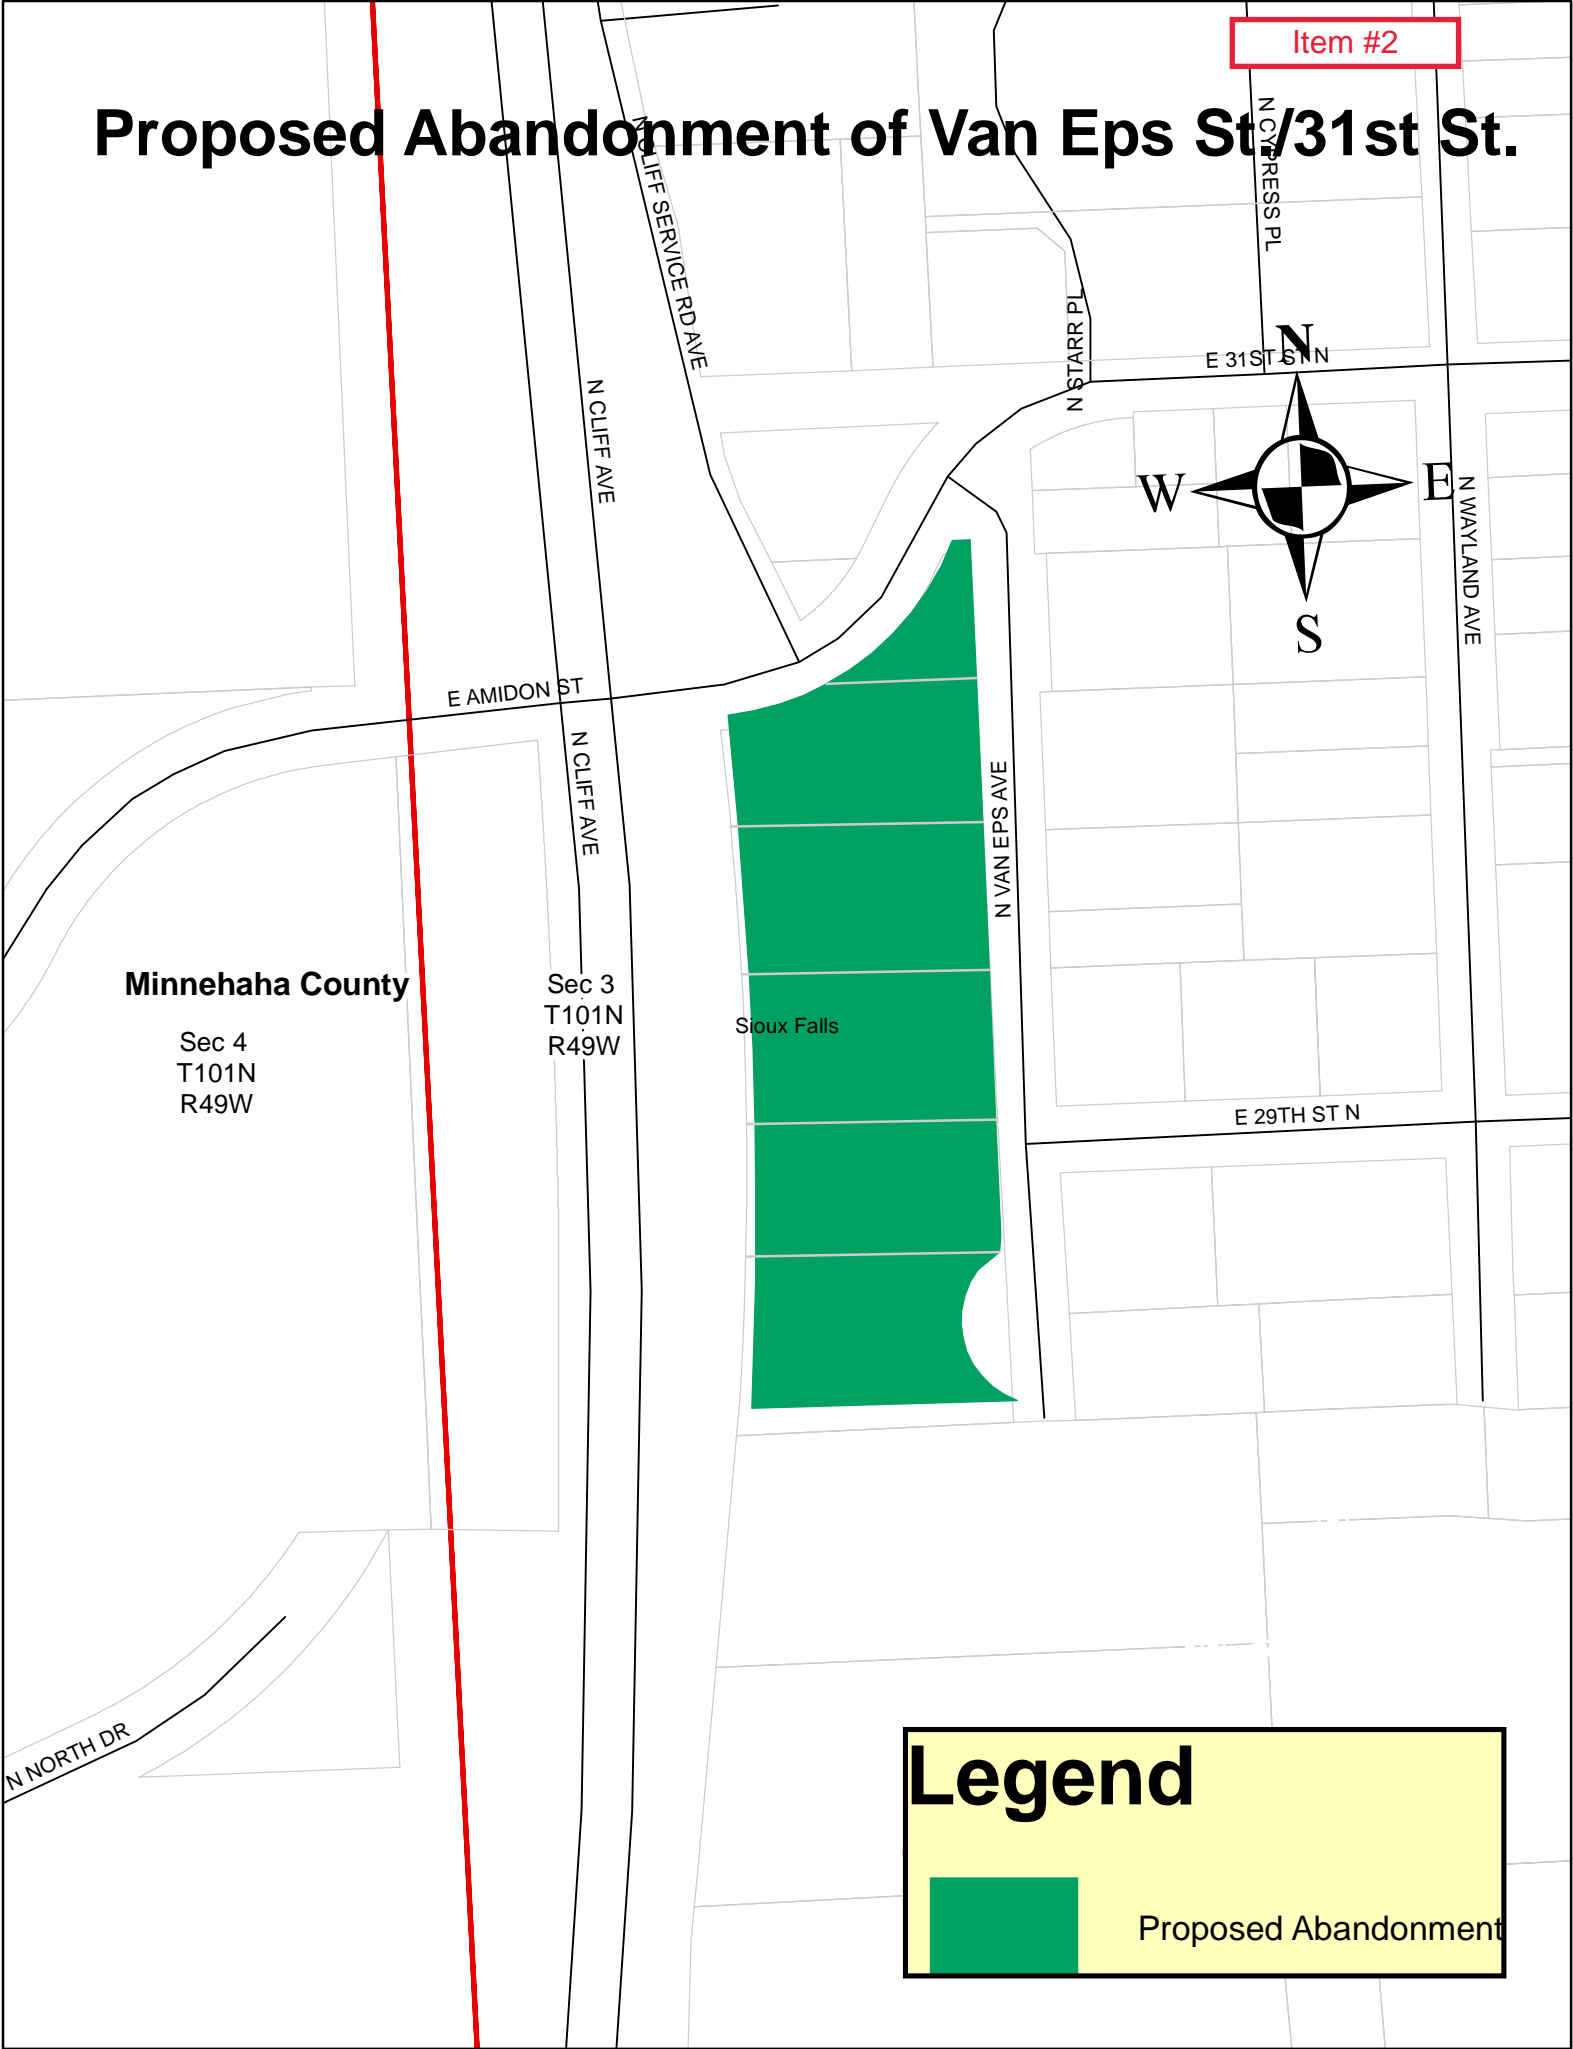 Item #2
Proposed Abandonment of Van Eps St./31st St.
N CLIFF SERVICE RD AVE
N CYPRESS PL
N STARR PL
E 31ST ST N
N
W
E
S
N CLIFF AVE
N WAYLAND AVE
E AMIDON ST
N CLIFF AVE
N VAN EPS AVE
Minnehaha County
Sec 4
T101N
R49W
Sec 3
T101N
R49W
Sioux Falls
E 29TH ST N
N NORTH DR
Legend
Proposed Abandonment